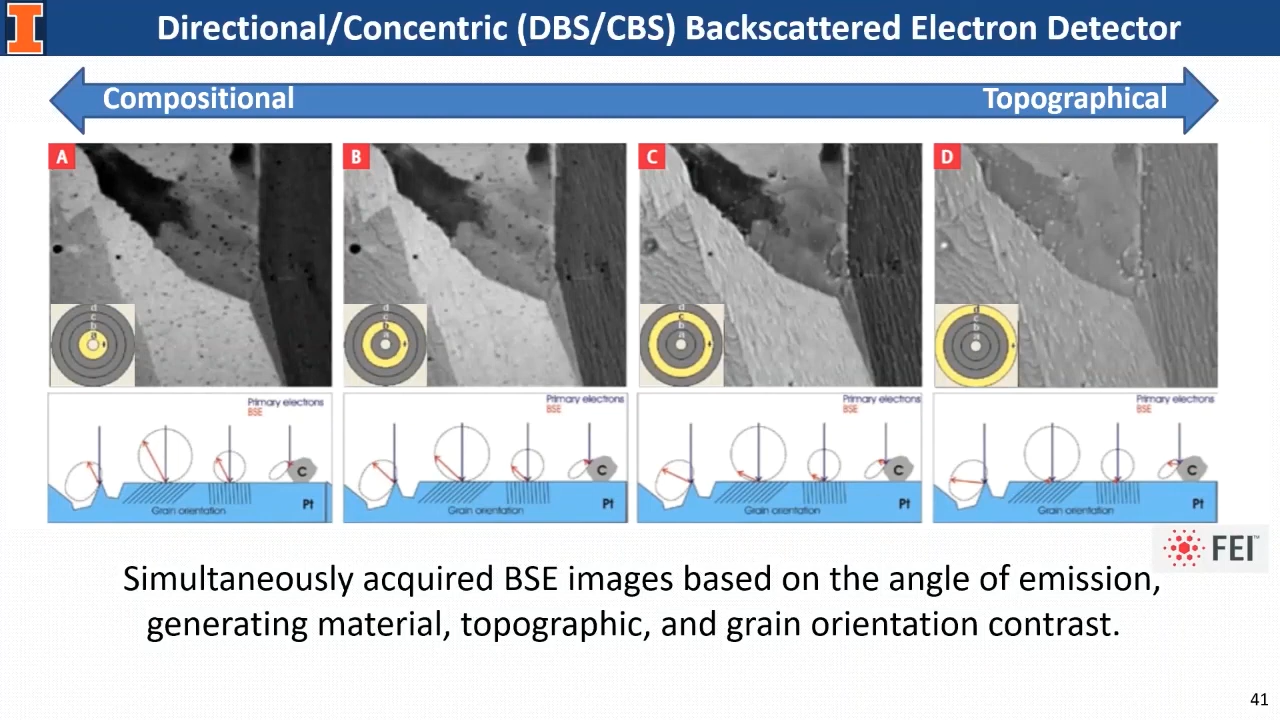 I
Directional/Concentric (DBS/CBS) Backscattered Electron Detector
Compositional
Topographical
A
B
C
D
d
c
b
a
d
c
b
a
d
c
b
a
d
c
b
a
Primary electrons
BSE
C
Pt
Grain orientation
Primary electrons
BSE
C
Pt
Grain orientation
Primary electrons
BSE
C
Pt
Grain orientation
Primary electrons
BSE
C
Pt
Grain orientation
FEI™
Simultaneously acquired BSE images based on the angle of emission,
generating material, topographic, and grain orientation contrast.
41